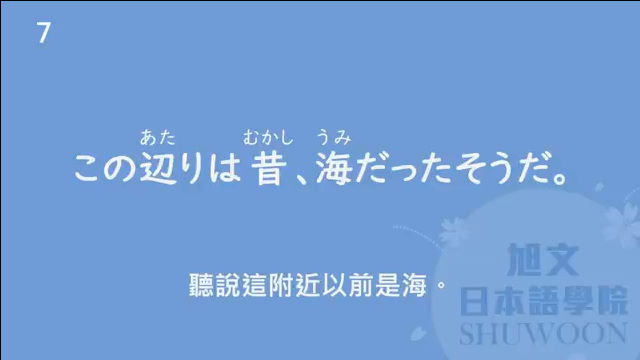 7
あた むかし うみ
この辺りは昔、海だったそうだ。
聽說這附近以前是海。
旭文
日本語學院
SHUWOON